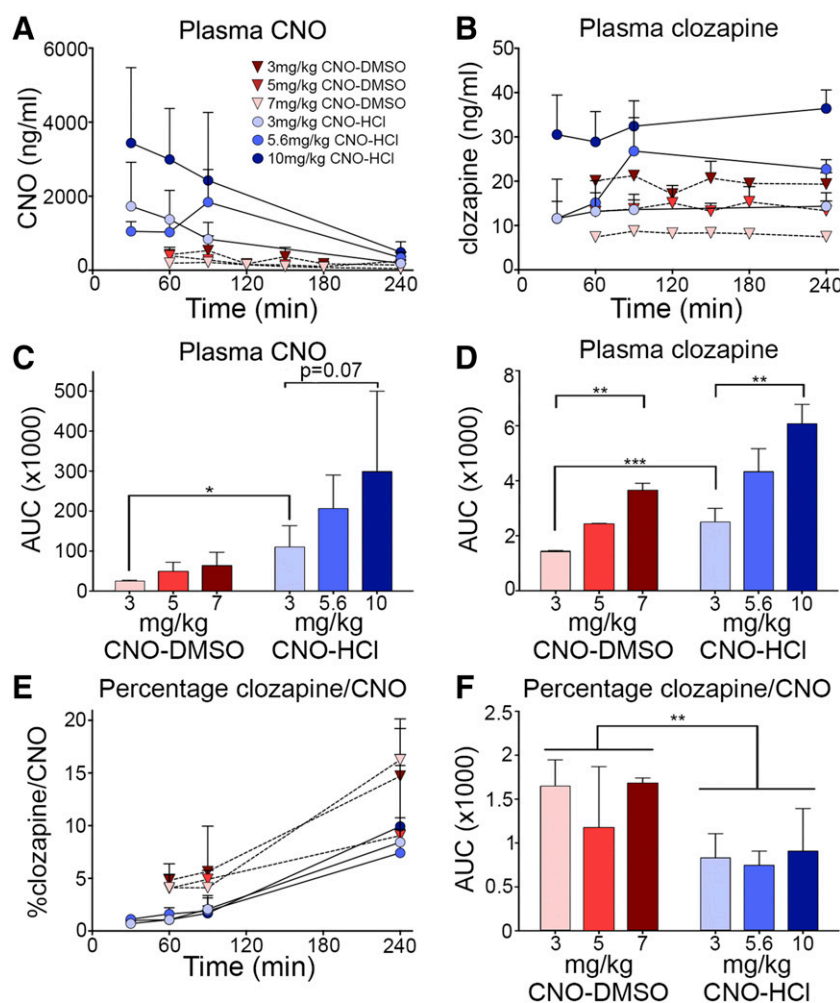 A
Plasma CNO
CNO (ng/ml)
6000
4000
2000
0
3mg/kg CNO-DMSO
5mg/kg CNO-DMSO
7mg/kg CNO-DMSO
3mg/kg CNO-HCl
5.6mg/kg CNO-HCl
10mg/kg CNO-HCl
0 60 120 180 240
Time (min)
B
Plasma clozapine
clozapine (ng/ml)
50
40
30
20
10
0
0 60 120 180 240
Time (min)
C
Plasma CNO
AUC (x1000)
500
400
300
200
100
0
p=0.07
*
3 5 7 3 5.6 10
mg/kg mg/kg
CNO-DMSO CNO-HCl
D
Plasma clozapine
AUC (x1000)
8
6
4
2
0
** **
***
3 5 7 3 5.6 10
mg/kg mg/kg
CNO-DMSO CNO-HCl
E
Percentage clozapine/CNO
%clozapine/CNO
20
15
10
5
0
0 60 120 180 240
Time (min)
F
Percentage clozapine/CNO
AUC (x1000)
2.5
2
1.5
1
0.5
0
**
3 5 7 3 5.6 10
mg/kg mg/kg
CNO-DMSO CNO-HCl